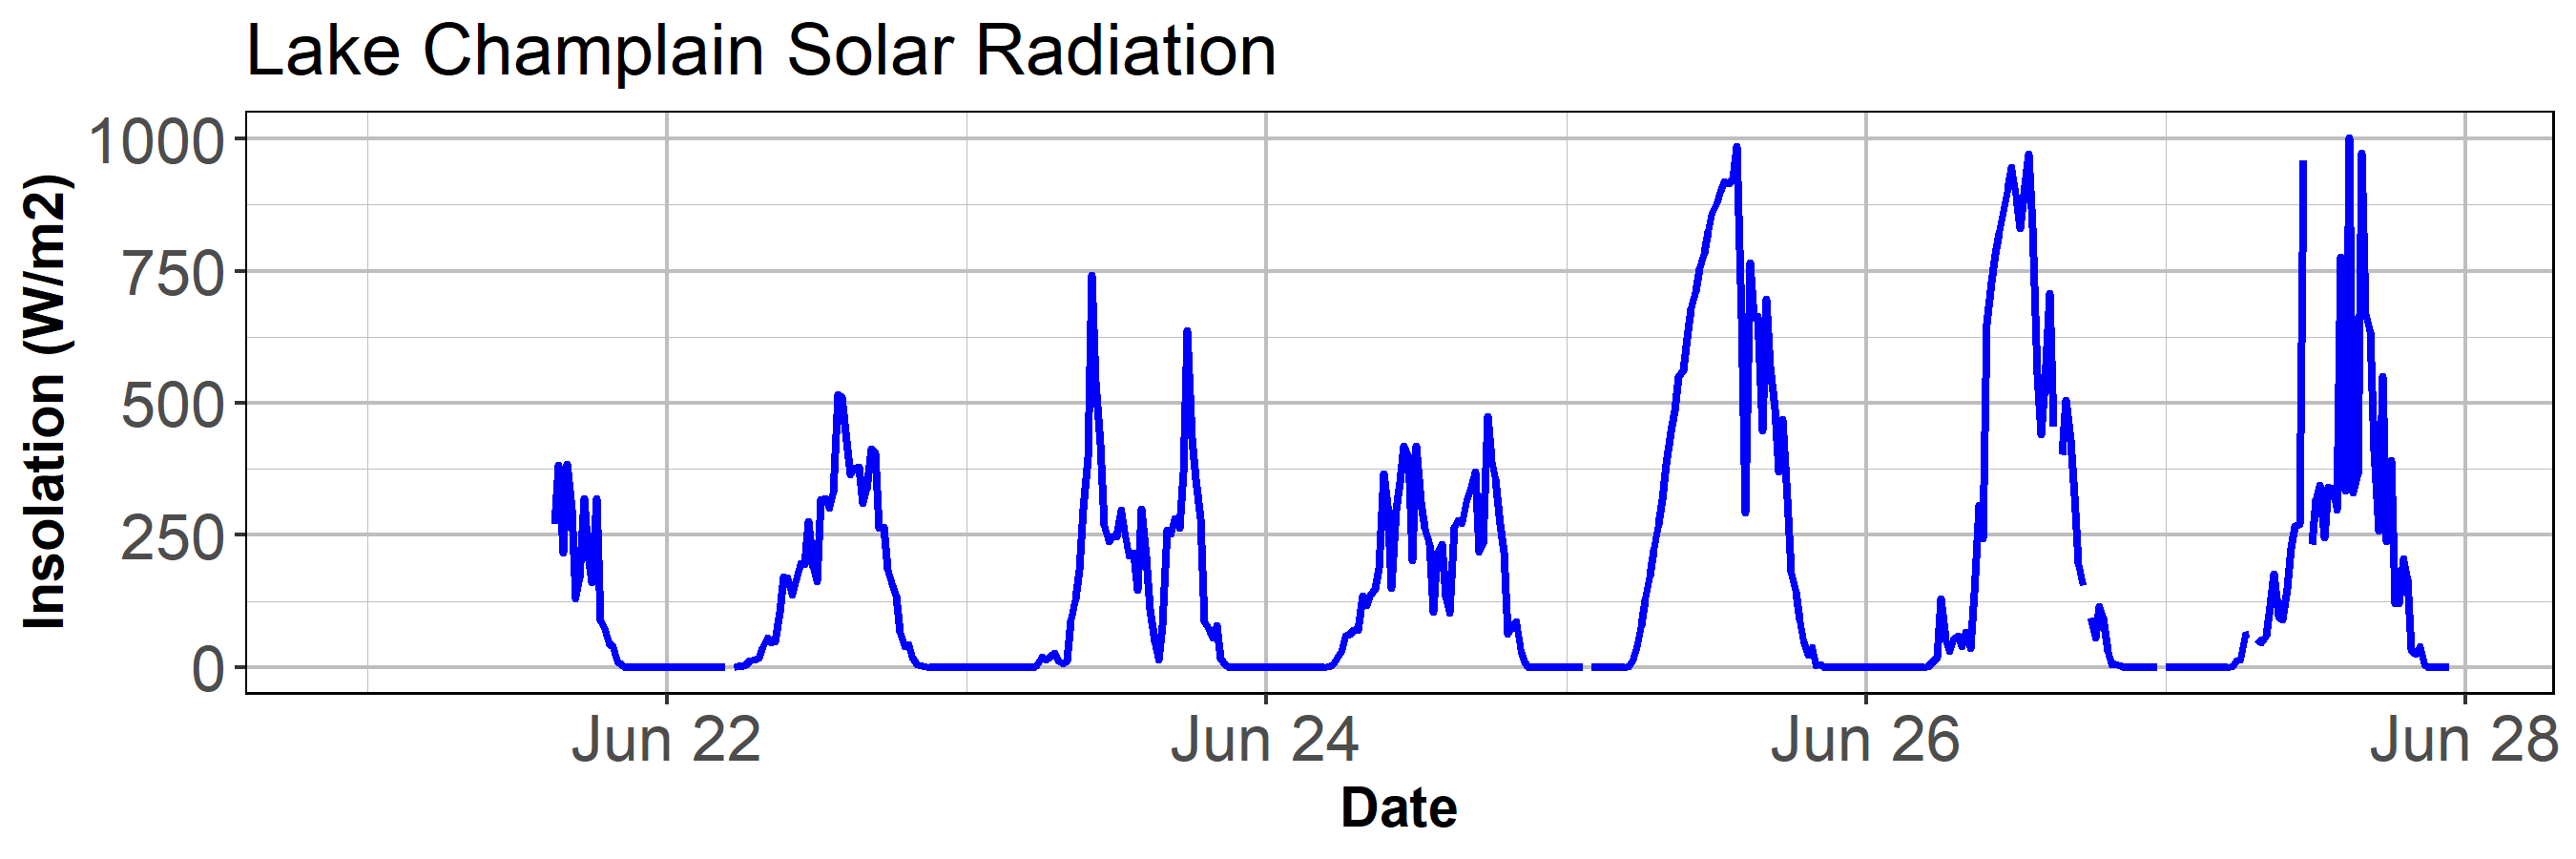 Lake Champlain Solar Radiation
1000
750
500
250
0
Insolation (W/m2)
Jun 22 Jun 24 Jun 26 Jun 28
Date